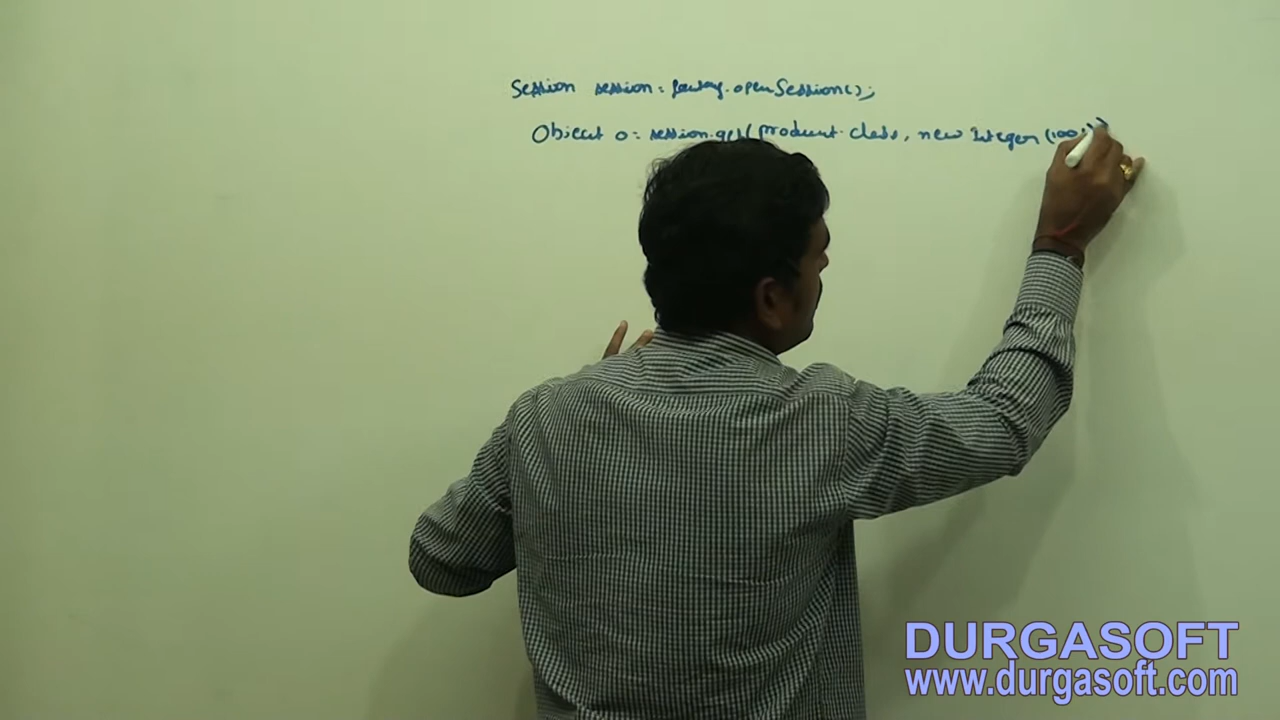 Session session = factory.openSession();
Object o = session.get(product.class, new Integer(100))
DURGASOFT
www.durgasoft.com